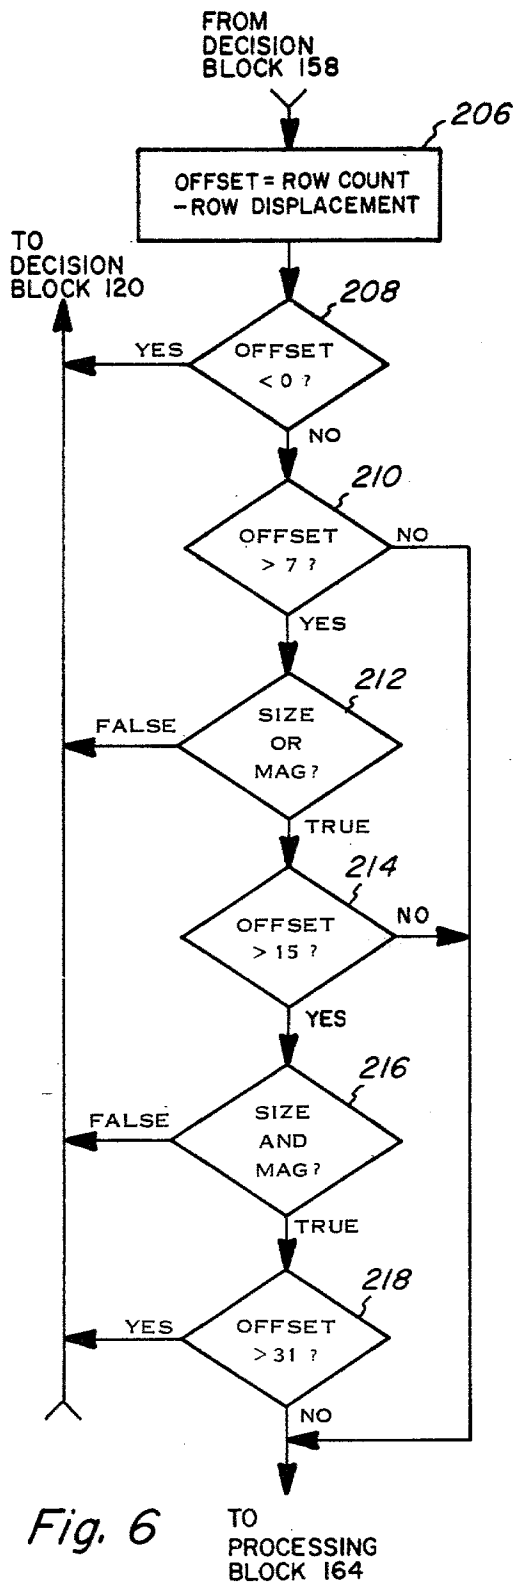 FROM
DECISION
BLOCK 158
206
OFFSET = ROW COUNT
- ROW DISPLACEMENT
TO
DECISION
BLOCK 120
208
YES
OFFSET
< 0 ?
NO
210
OFFSET
> 7 ?
NO
YES
212
FALSE
SIZE
OR
MAG?
TRUE
214
OFFSET
> 15 ?
NO
YES
216
FALSE
SIZE
AND
MAG?
TRUE
218
YES
OFFSET
> 31 ?
NO
Fig. 6
TO
PROCESSING
BLOCK 164